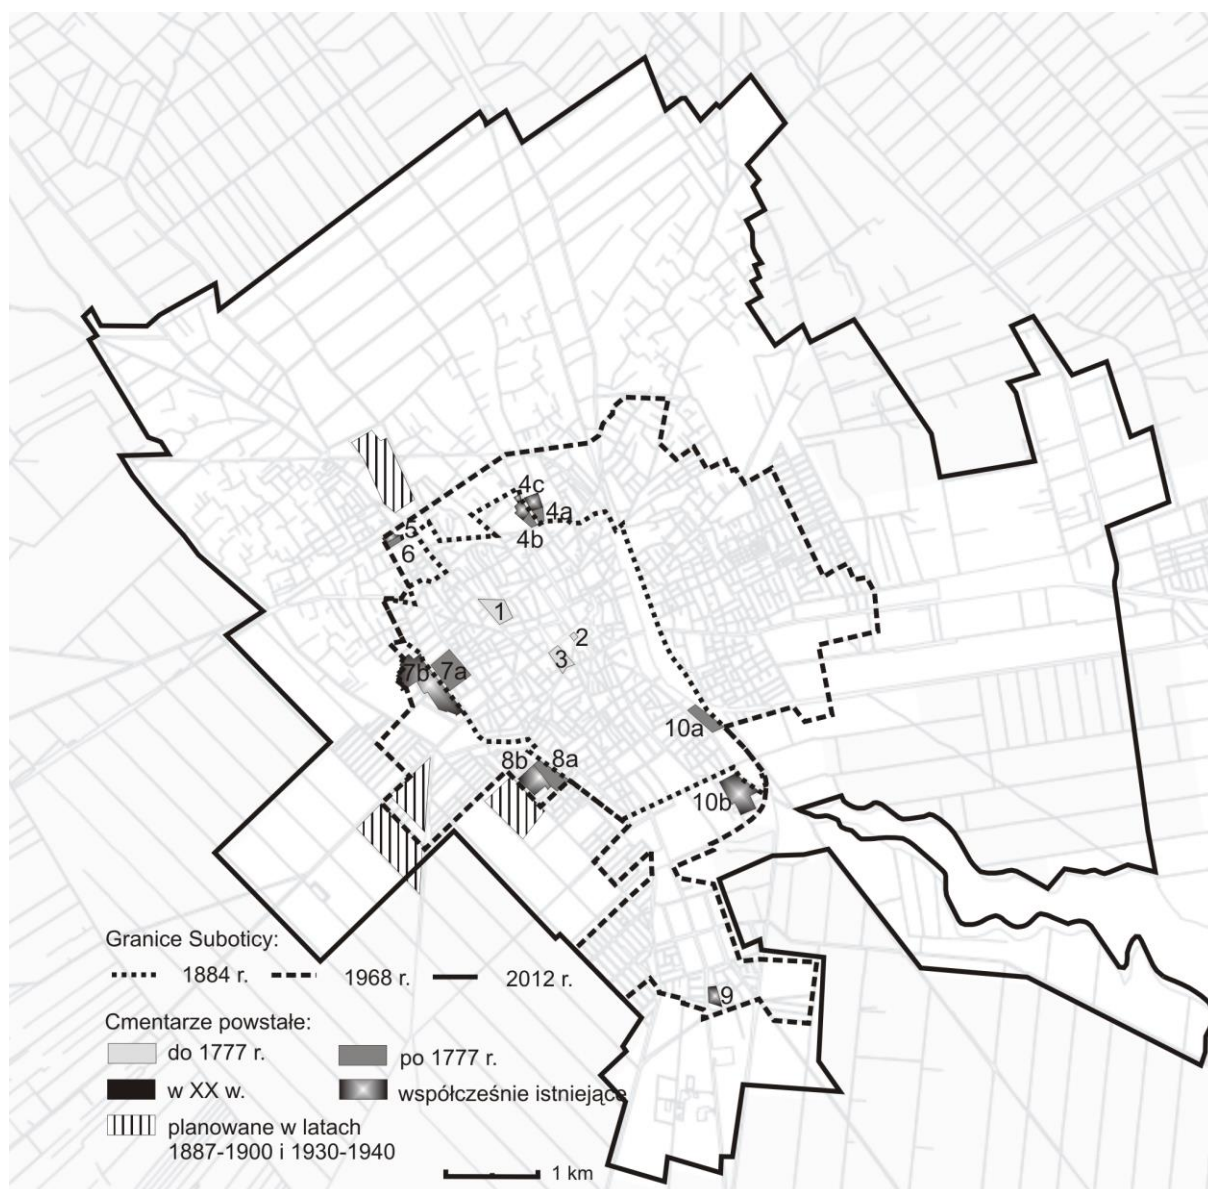 4c
4a
4b
5
6
1
2
3
7b
7a
10a
8b
8a
10b
9
Granice Suboticy:
1884 r.
1968 r.
2012 r.
Cmentarze powstałe:
do 1777 r.
po 1777 r.
w XX w.
współcześnie istniejące
planowane w latach
1887-1900 i 1930-1940
1 km